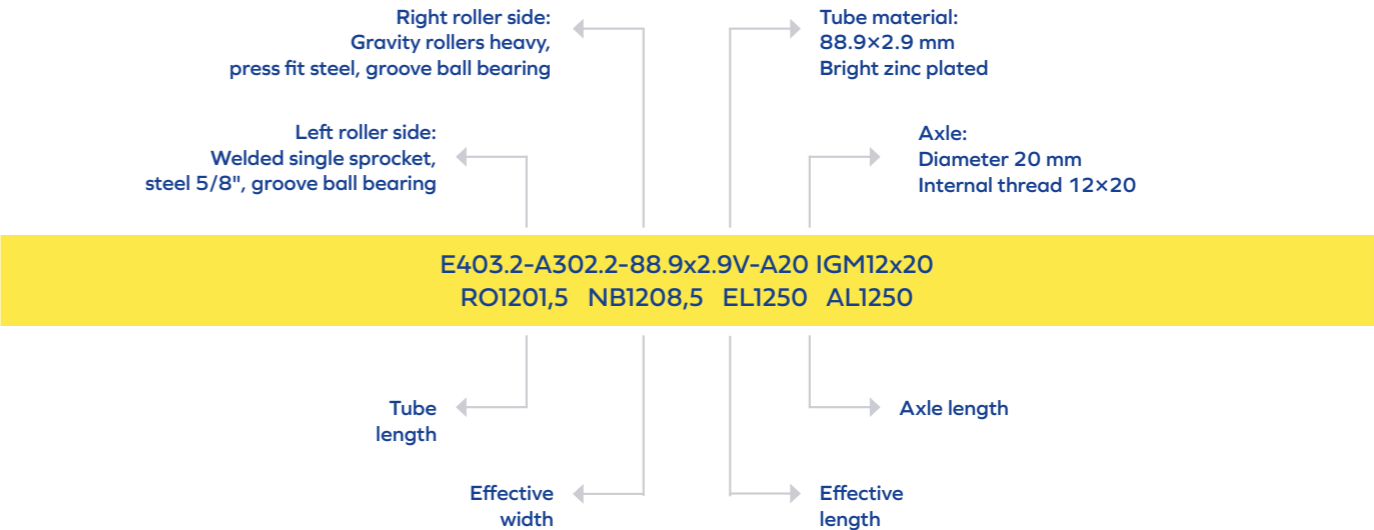 Right roller side:
Gravity rollers heavy,
press fit steel, groove ball bearing
Tube material:
88.9×2.9 mm
Bright zinc plated
Left roller side:
Welded single sprocket,
steel 5/8", groove ball bearing
Axle:
Diameter 20 mm
Internal thread 12×20
E403.2-A302.2-88.9x2.9V-A20 IGM12x20
RO1201,5 NB1208,5 EL1250 AL1250
Tube
length
Axle length
Effective
width
Effective
length